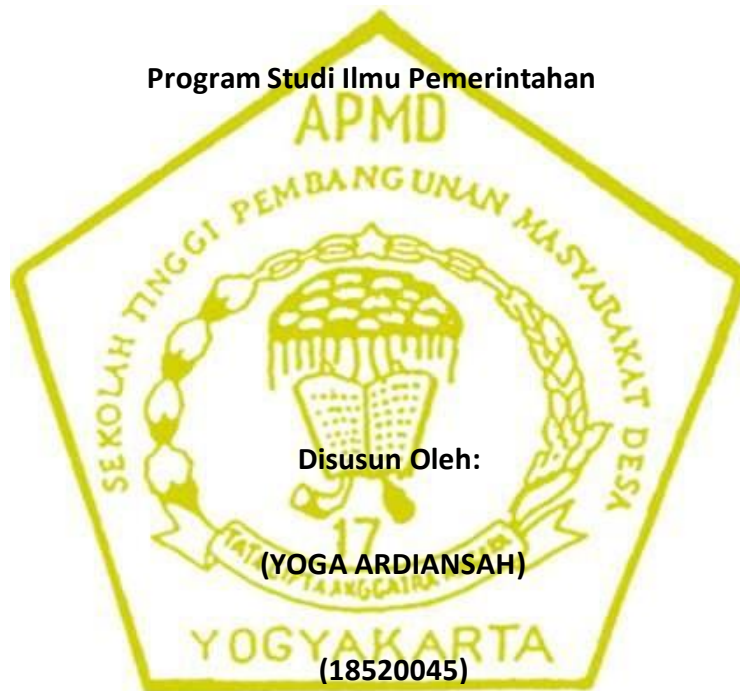 Program Studi Ilmu Pemerintahan
APMD
SEKOLAH TINGGI PEMBANGUNAN MASYARAKAT DESA
Disusun Oleh:
17
(YOGA ARDIANSAH)
YOGYAKARTA
(18520045)